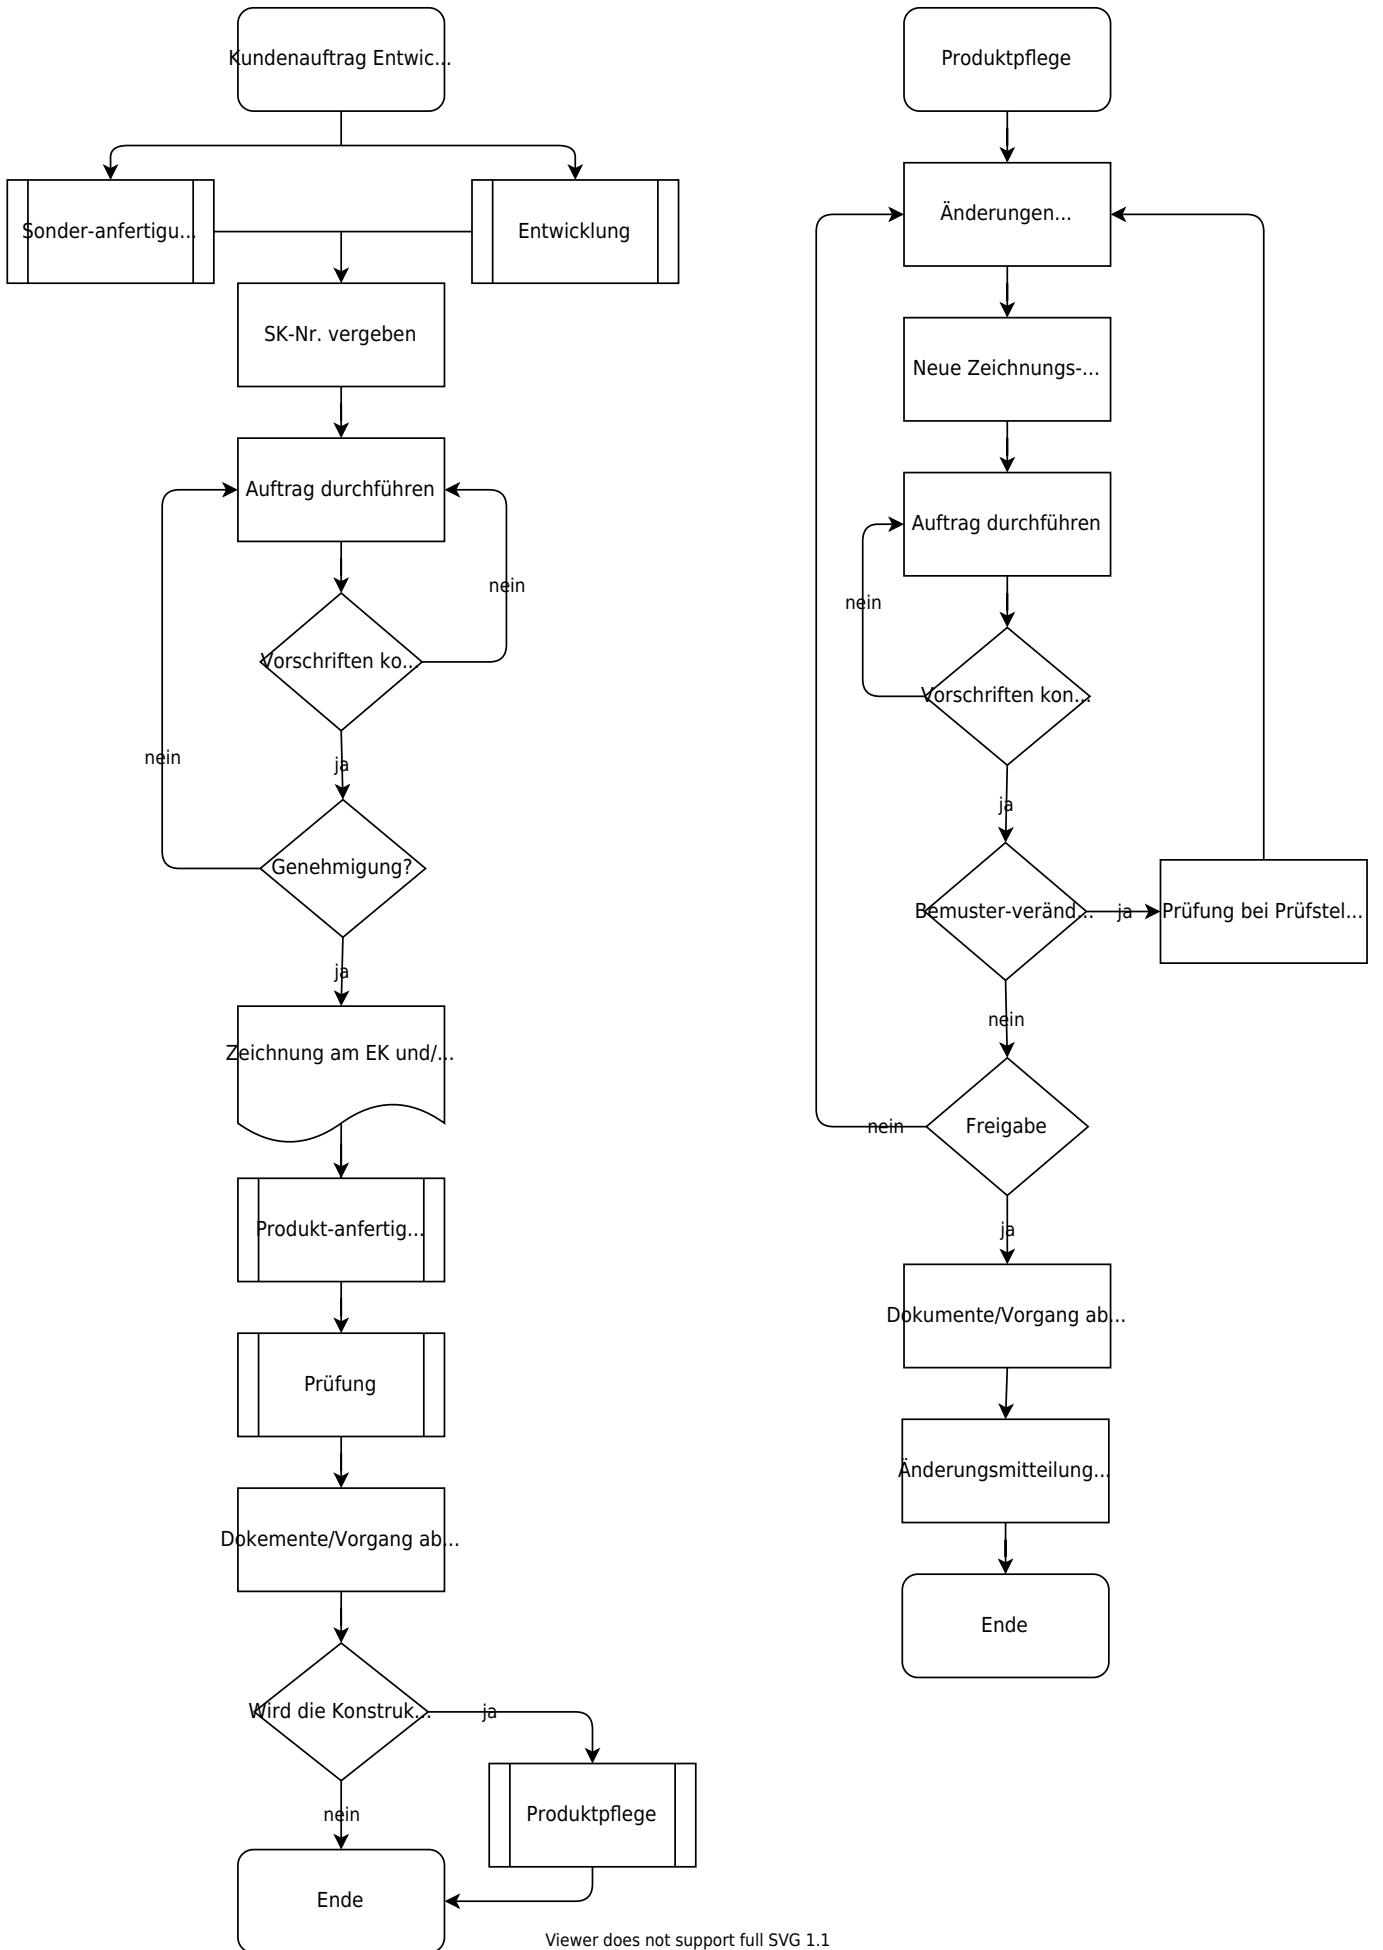 Kundenauftrag Entwic...
Sonder-anfertigu...
Entwicklung
SK-Nr. vergeben
Auftrag durchführen
nein
Vorschriften ko...
nein
ja
Genehmigung?
ja
Zeichnung am EK und/...
Produkt-anfertig...
Prüfung
Dokemente/Vorgang ab...
Wird die Konstruk...
ja
Produktpflege
nein
Ende
Produktpflege
Änderungen...
Neue Zeichnungs-...
Auftrag durchführen
nein
Vorschriften kon...
ja
Bemuster-veränd...
ja
Prüfung bei Prüfstel...
nein
Freigabe
nein
ja
Dokumente/Vorgang ab...
Änderungsmitteilung...
Ende
Viewer does not support full SVG 1.1